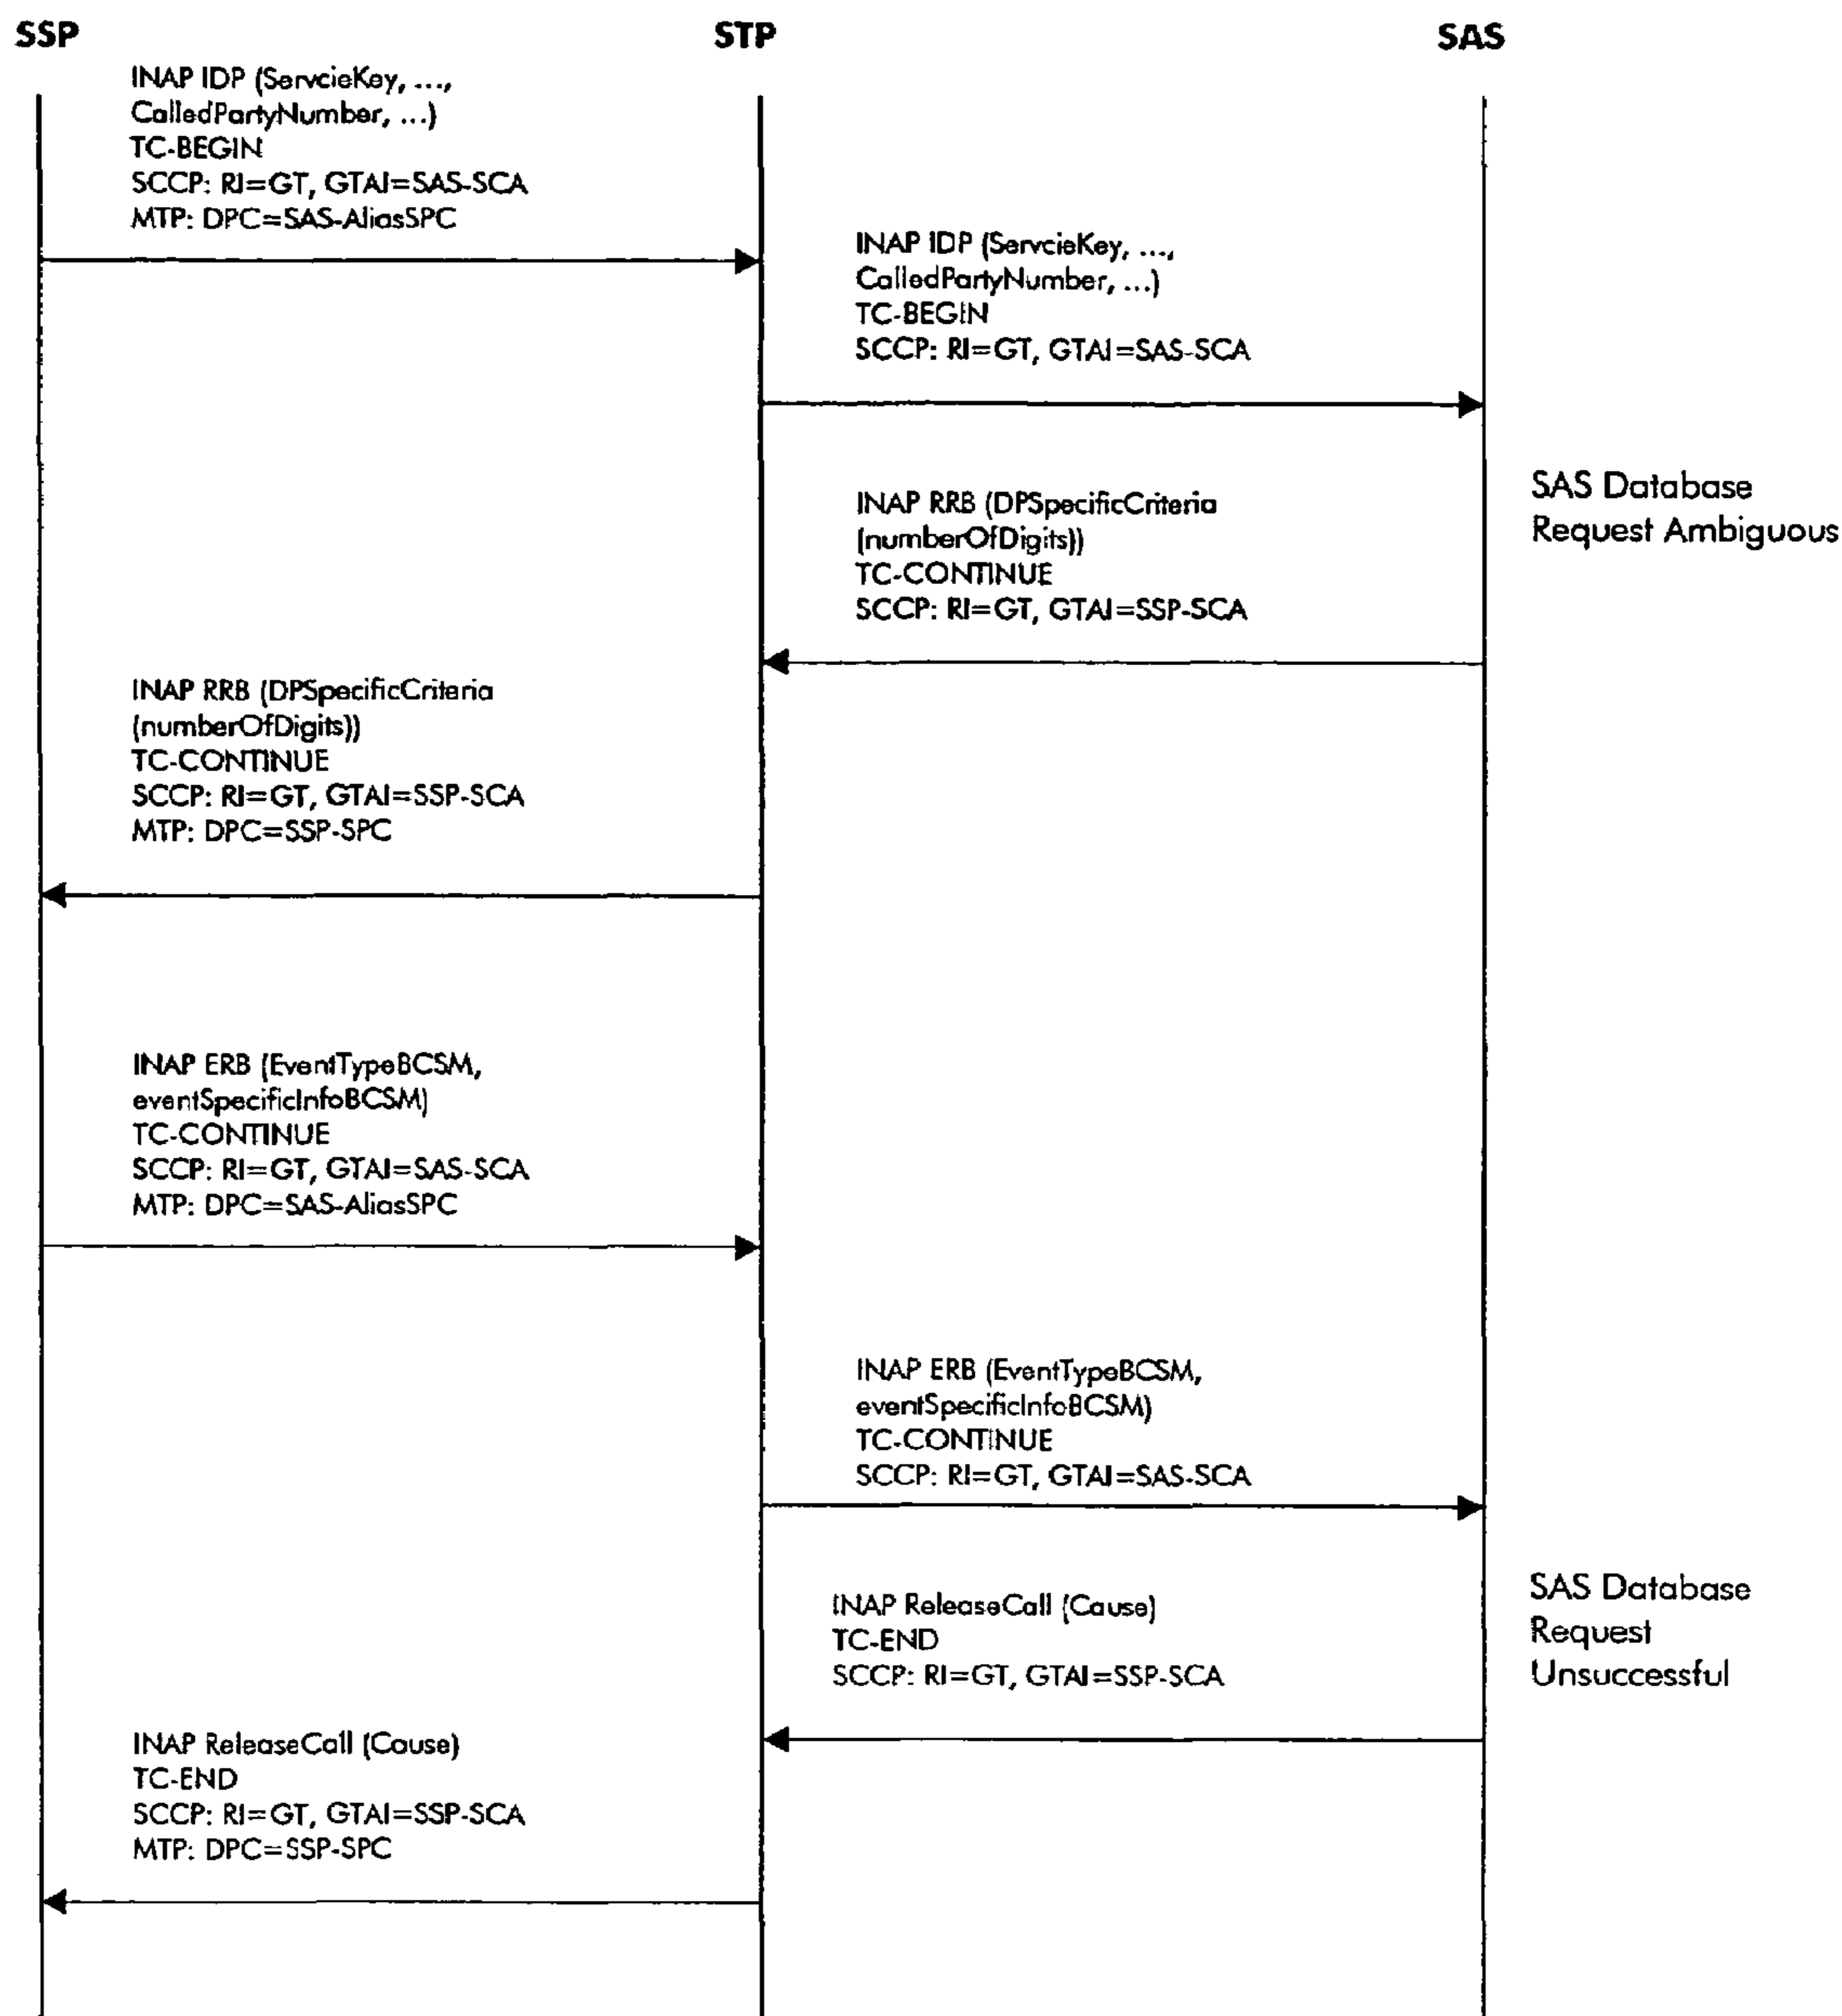 SSP
STP
SAS
INAP IDP (ServcieKey, ...,
CalledPartyNumber, ...)
TC-BEGIN
SCCP: RI=GT, GTAI=SAS-SCA
MTP: DPC=SAS-AliasSPC
INAP IDP (ServcieKey, ...,
CalledPartyNumber, ...)
TC-BEGIN
SCCP: RI=GT, GTAI=SAS-SCA
SAS Database
Request Ambiguous
INAP RRB (DPSpecificCriteria
(numberOfDigits))
TC-CONTINUE
SCCP: RI=GT, GTAI=SSP-SCA
INAP RRB (DPSpecificCriteria
(numberOfDigits))
TC-CONTINUE
SCCP: RI=GT, GTAI=SSP-SCA
MTP: DPC=SSP-SPC
INAP ERB (EventTypeBCSM,
eventSpecificInfoBCSM)
TC-CONTINUE
SCCP: RI=GT, GTAI=SAS-SCA
MTP: DPC=SAS-AliasSPC
INAP ERB (EventTypeBCSM,
eventSpecificInfoBCSM)
TC-CONTINUE
SCCP: RI=GT, GTAI=SAS-SCA
SAS Database
Request
Unsuccessful
INAP ReleaseCall (Cause)
TC-END
SCCP: RI=GT, GTAI=SSP-SCA
INAP ReleaseCall (Cause)
TC-END
SCCP: RI=GT, GTAI=SSP-SCA
MTP: DPC=SSP-SPC